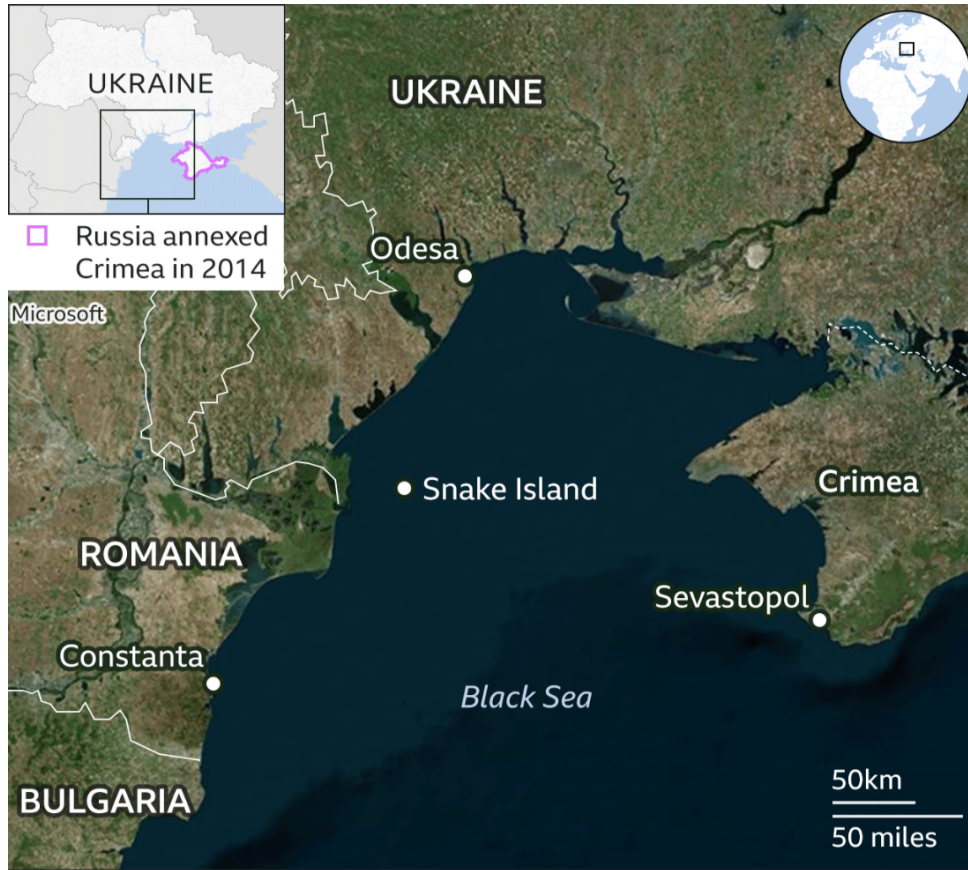 UKRAINE
UKRAINE
Russia annexed
Crimea in 2014
Odesa
Microsoft
Snake Island
Crimea
ROMANIA
Sevastopol
Constanta
Black Sea
50km
BULGARIA
50 miles